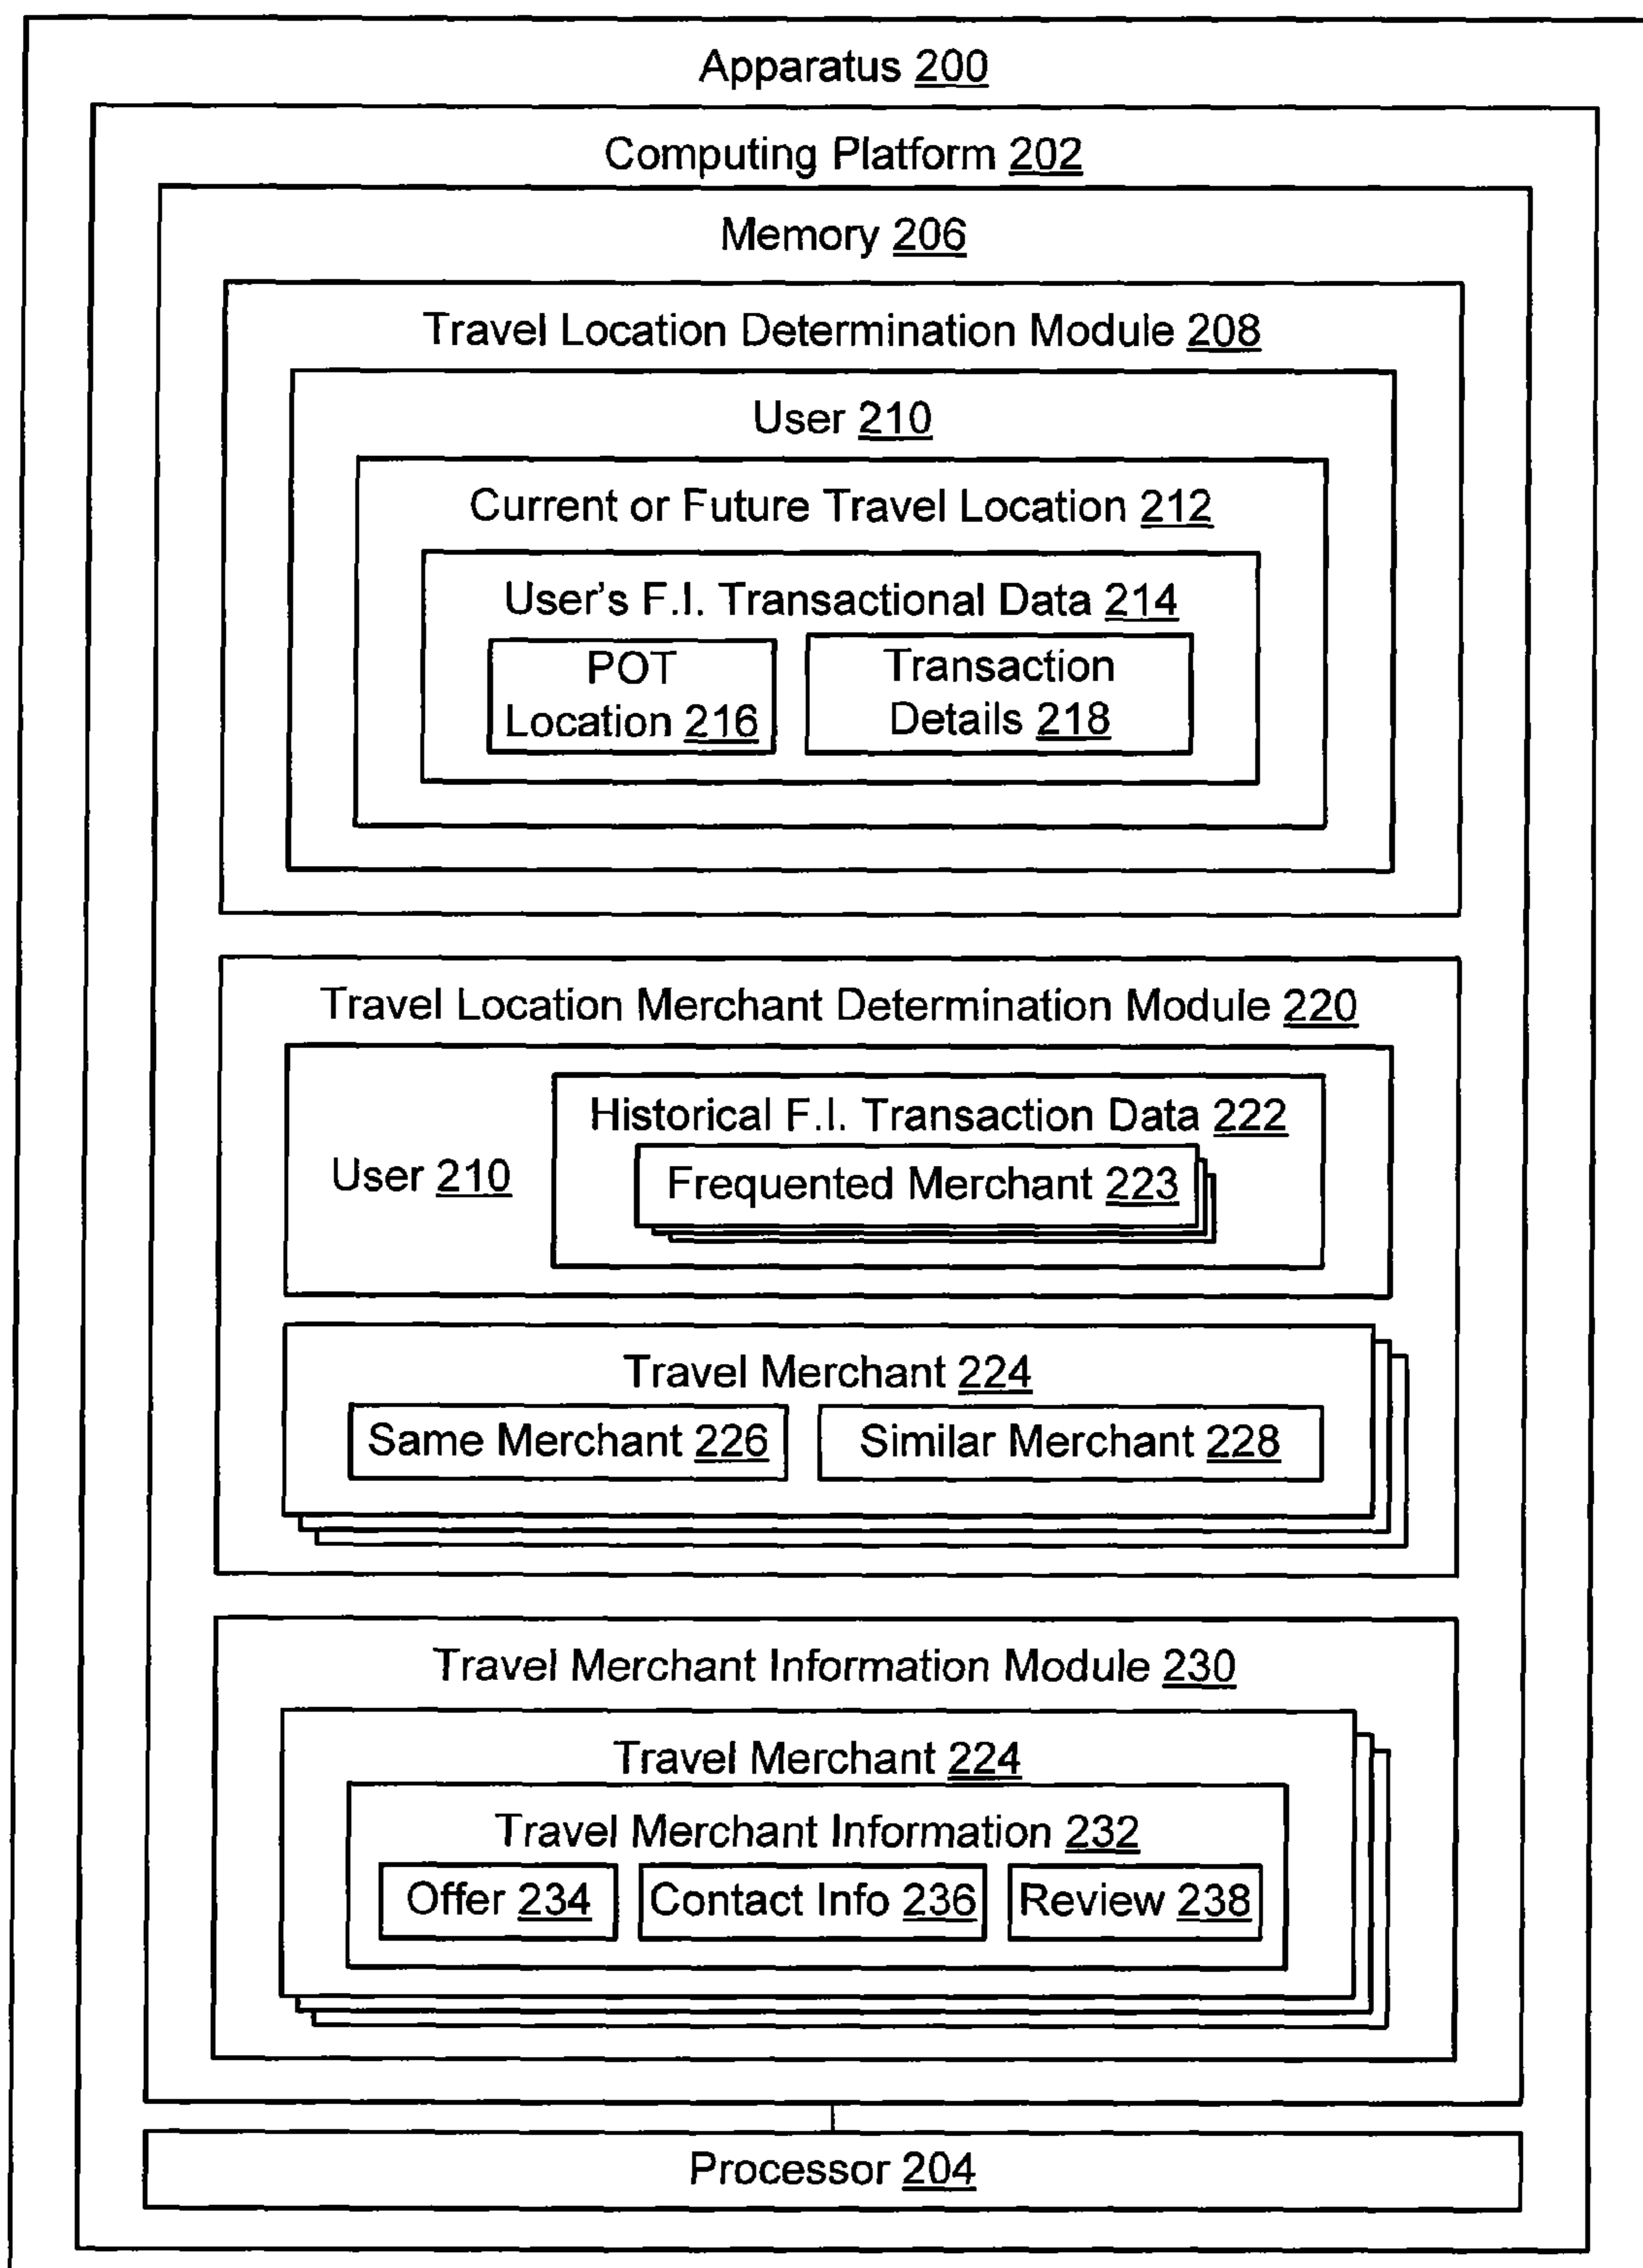 Apparatus 200
Computing Platform 202
Memory 206
Travel Location Determination Module 208
User 210
Current or Future Travel Location 212
User's F.I. Transactional Data 214
POT
Location 216
Transaction
Details 218
Travel Location Merchant Determination Module 220
Historical F.I. Transaction Data 222
User 210
Frequented Merchant 223
Travel Merchant 224
Same Merchant 226
Similar Merchant 228
Travel Merchant Information Module 230
Travel Merchant 224
Travel Merchant Information 232
Offer 234
Contact Info 236
Review 238
Processor 204